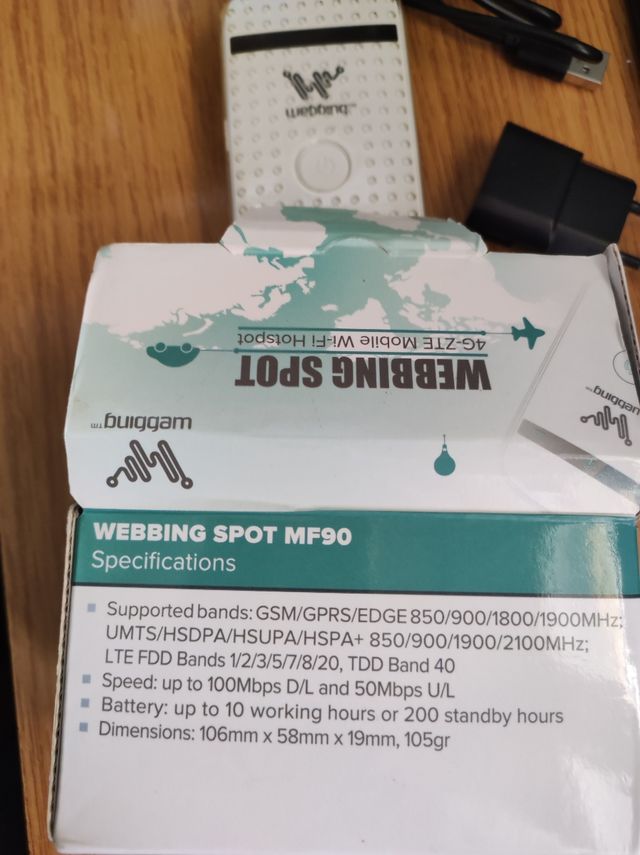 webbing™
WEBBING SPOT
4G-ZTE Mobile Wi-Fi Hotspot
webbing™
webbing
WEBBING SPOT MF90
Specifications
Supported bands: GSM/GPRS/EDGE 850/900/1800/1900MHz;
UMTS/HSDPA/HSUPA/HSPA+ 850/900/1900/2100MHz;
LTE FDD Bands 1/2/3/5/7/8/20, TDD Band 40
Speed: up to 100Mbps D/L and 50Mbps U/L
Battery: up to 10 working hours or 200 standby hours
Dimensions: 106mm x 58mm x 19mm, 105gr